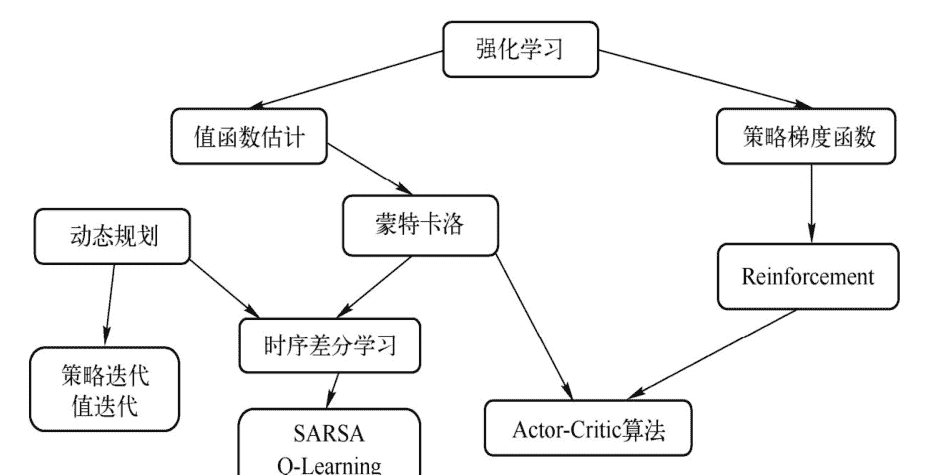 强化学习
值函数估计
策略梯度函数
动态规划
蒙特卡洛
Reinforcement
时序差分学习
策略迭代
值迭代
Actor-Critic算法
SARSA
Q-Learning